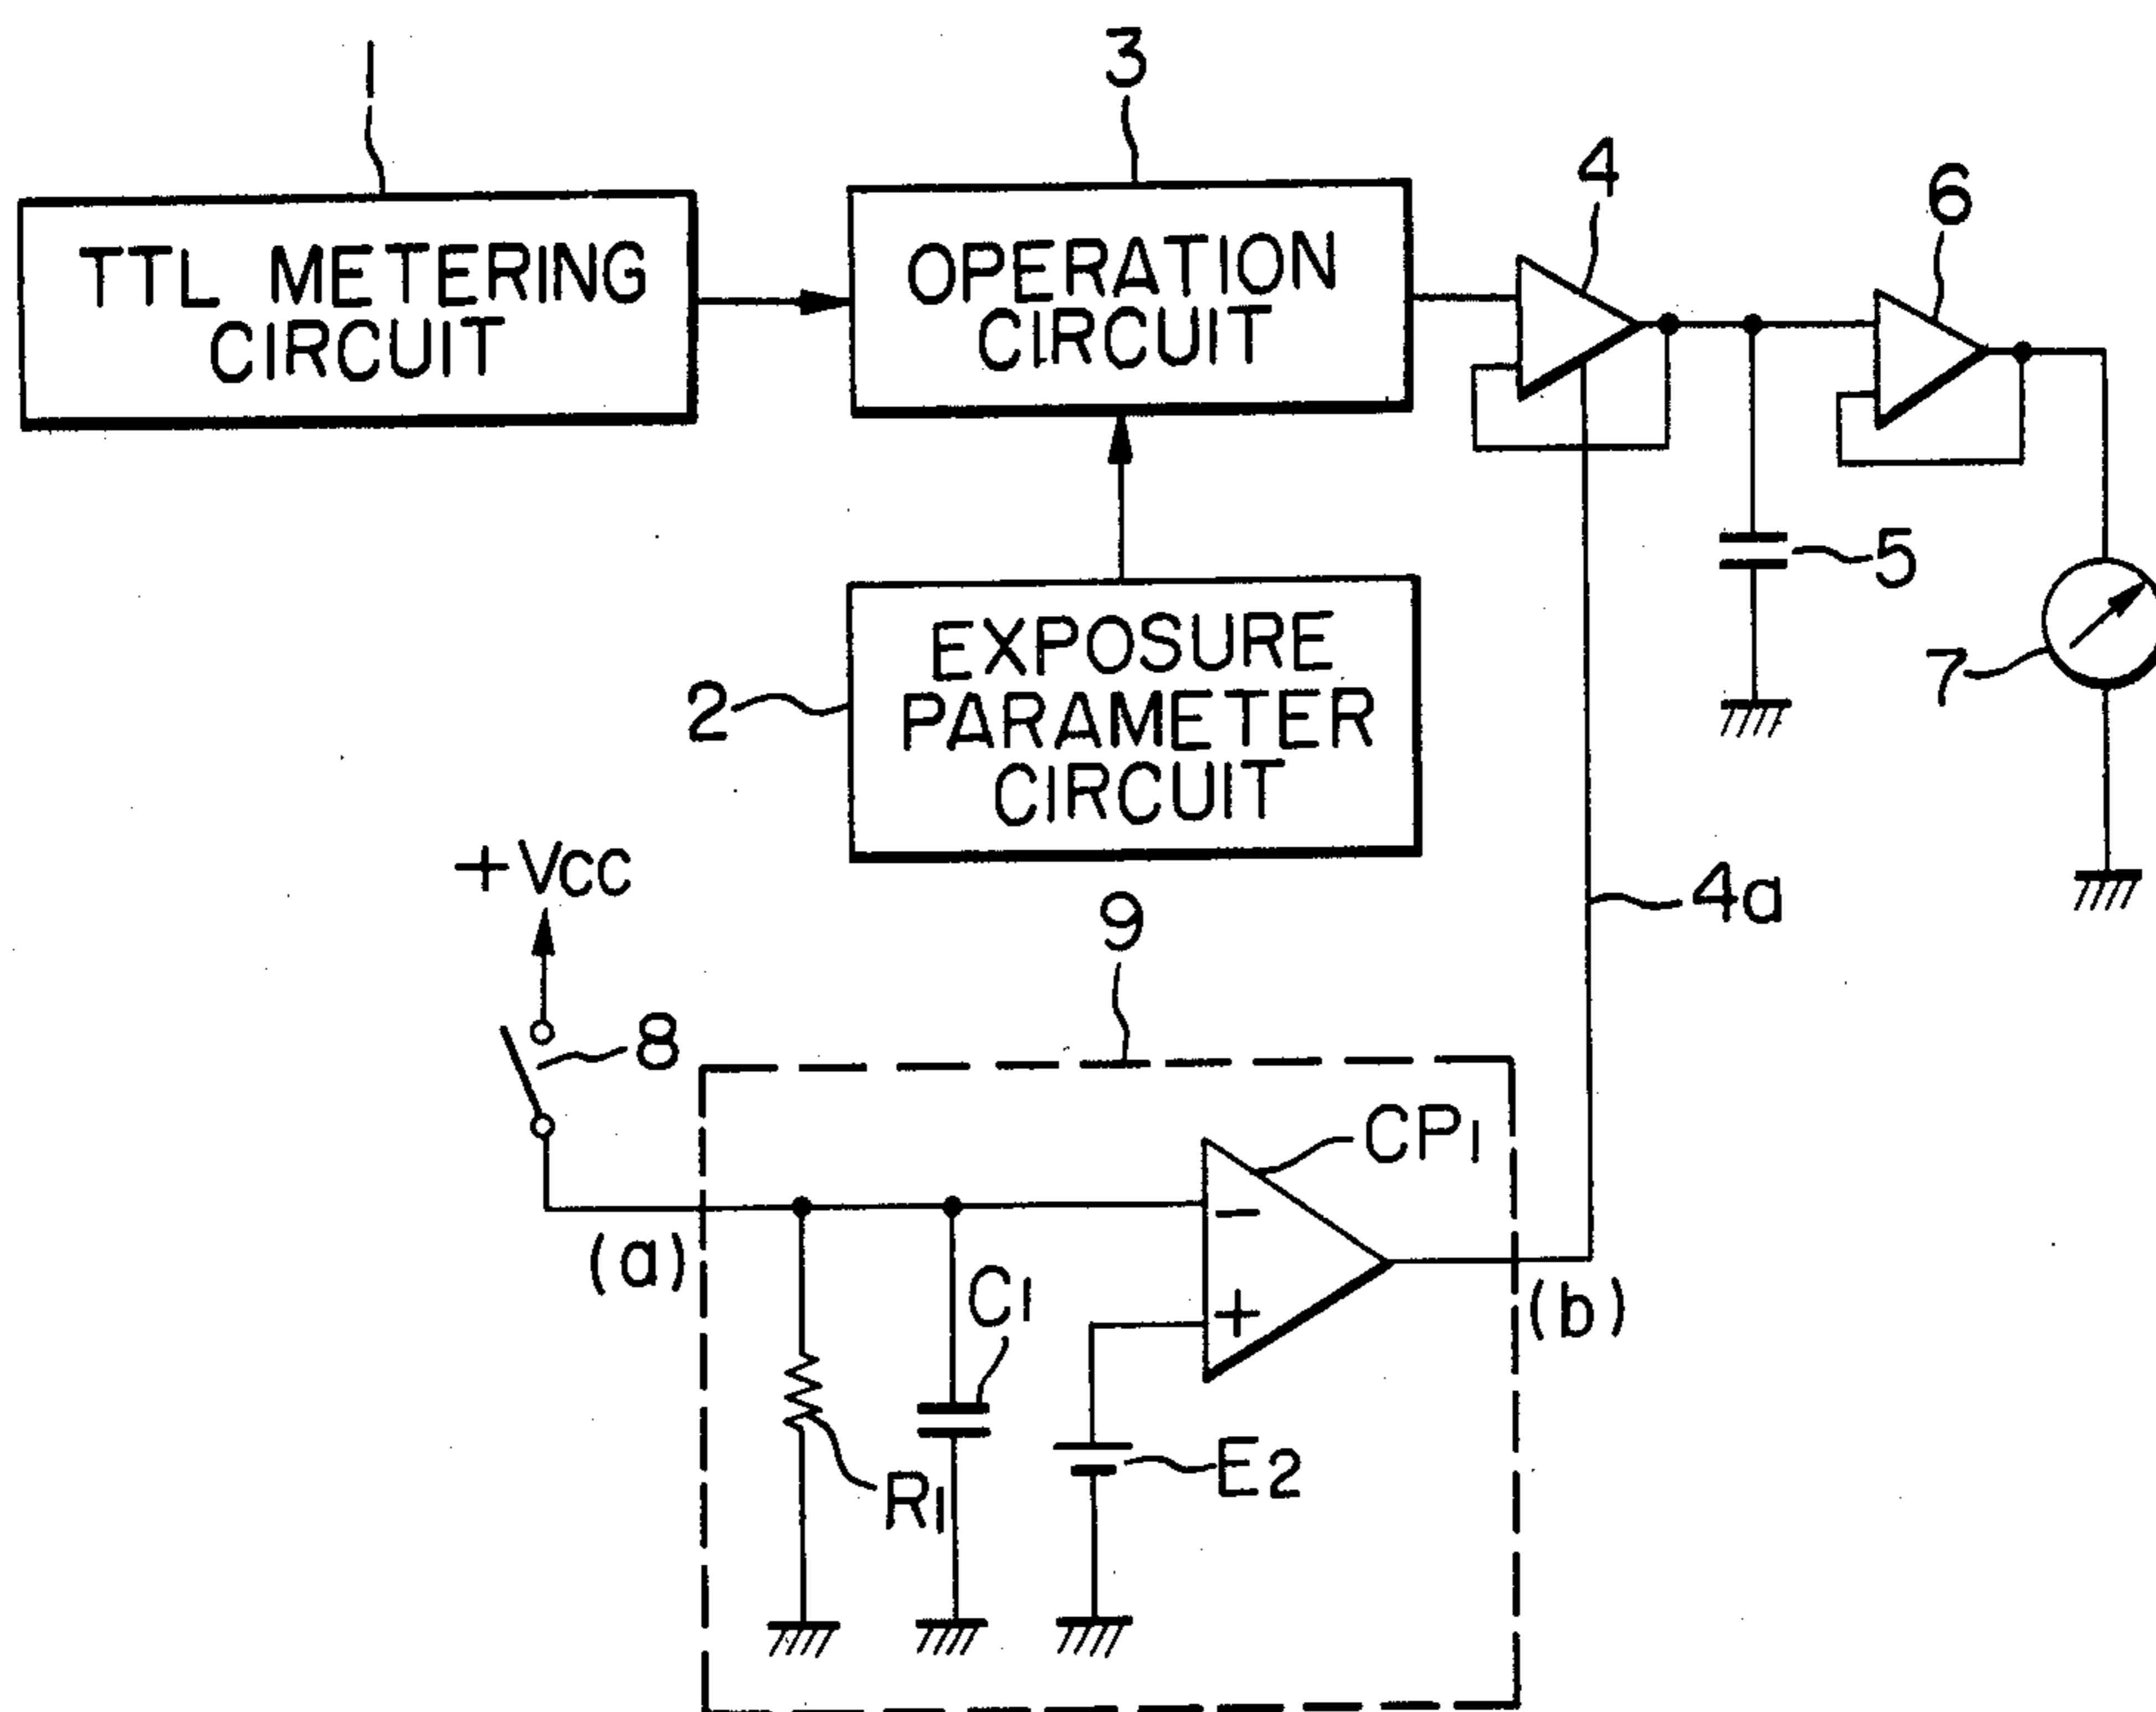 1
3
4
6
TTL METERING
CIRCUIT
OPERATION
CIRCUIT
5
7
2
EXPOSURE
PARAMETER
CIRCUIT
+VCC
4a
9
8
CP1
(a)
-
+
(b)
C1
R1
E2